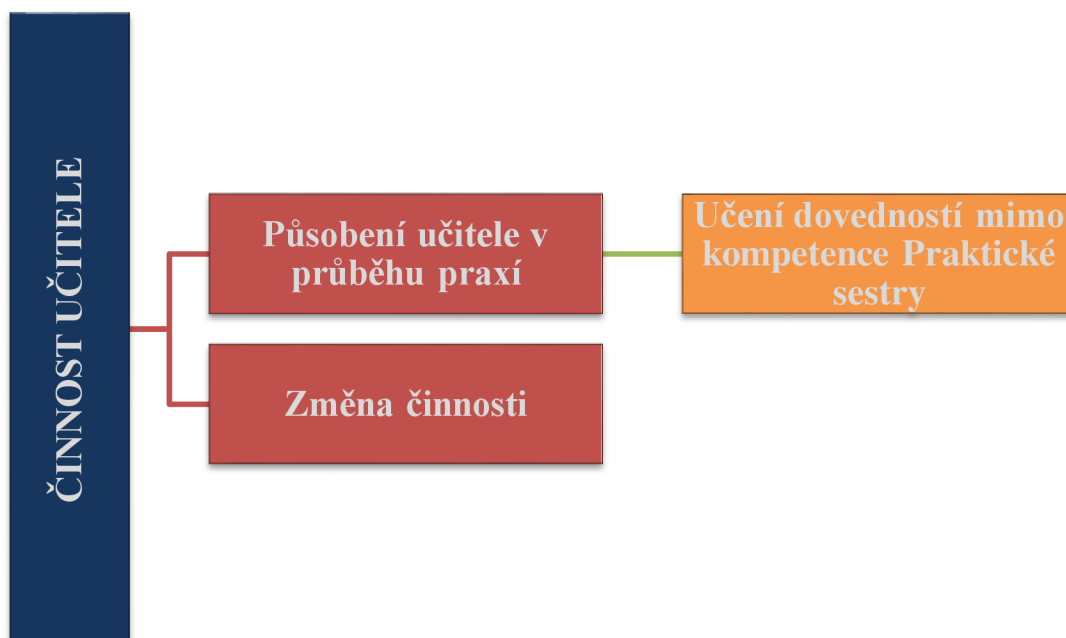 ČINNOST UČITELE
Působení učitele v
průběhu praxí
Učení dovedností mimo
kompetence Praktické
sestry
Změna činnosti